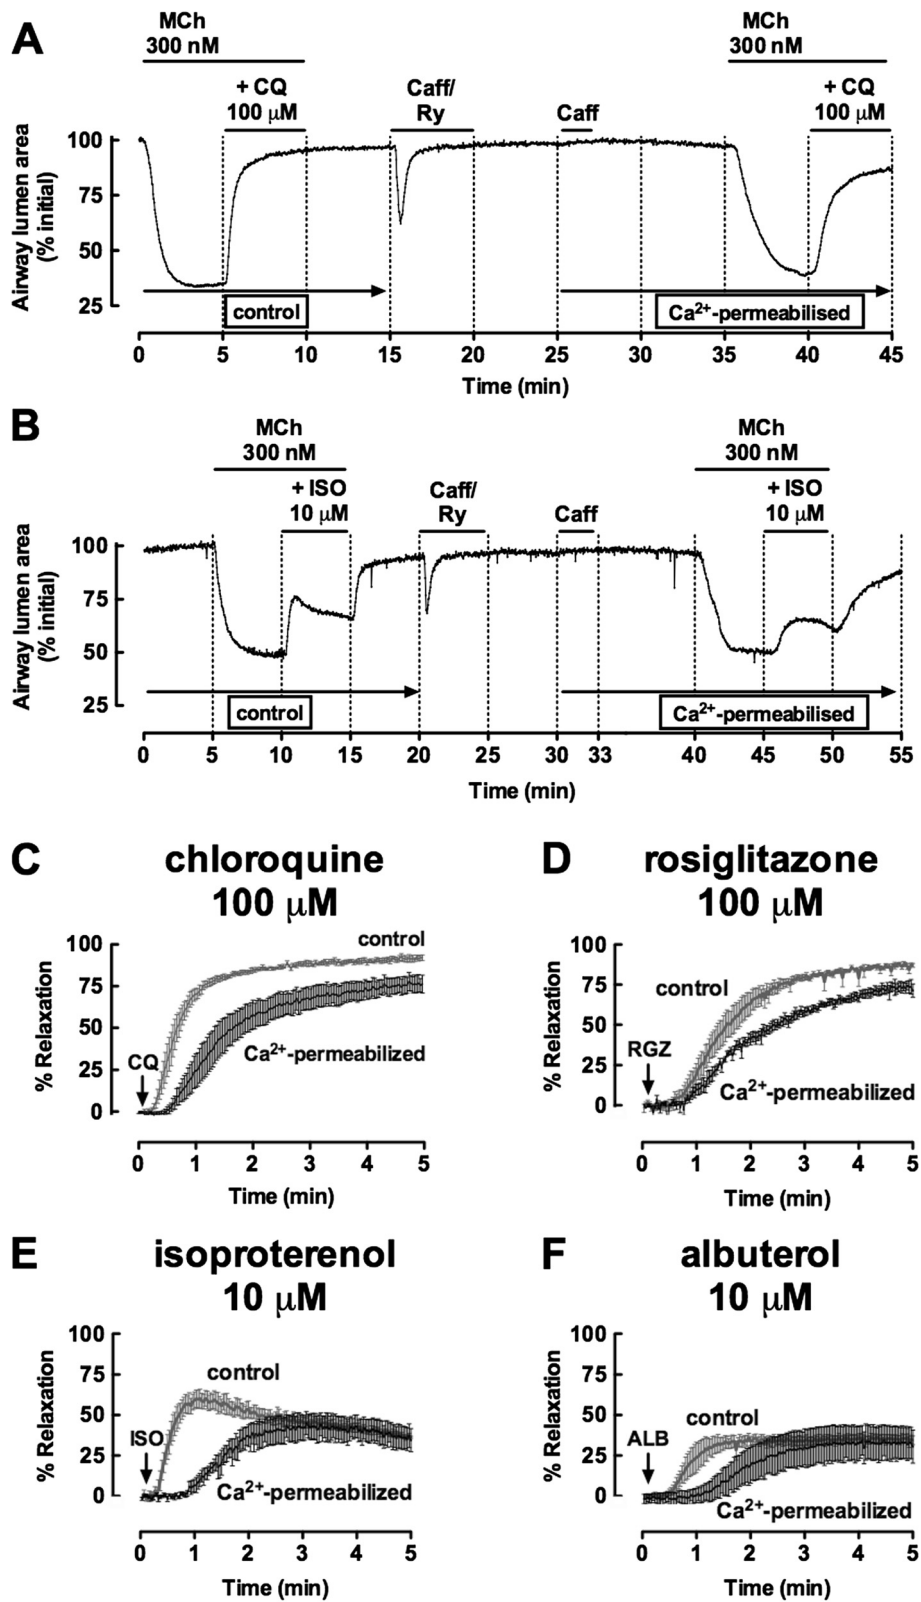 A
MCh
300 nM
+ CQ
100 μM
Caff/
Ry
Caff
MCh
300 nM
+ CQ
100 μM
Airway lumen area
(% initial)
100
75
50
25
control
Ca2+-permeabilised
0 5 10 15 20 25 30 35 40 45
Time (min)
B
MCh
300 nM
+ ISO
10 μM
Caff/
Ry
Caff
MCh
300 nM
+ ISO
10 μM
Airway lumen area
(% initial)
100
75
50
25
control
Ca2+-permeabilised
0 5 10 15 20 25 30 33 40 45 50 55
Time (min)
C
chloroquine
100 μM
% Relaxation
100
75
50
25
0
control
CQ
Ca2+-permeabilized
0 1 2 3 4 5
Time (min)
D
rosiglitazone
100 μM
% Relaxation
100
75
50
25
0
control
RGZ
Ca2+-permeabilized
0 1 2 3 4 5
Time (min)
E
isoproterenol
10 μM
% Relaxation
100
75
50
25
0
control
ISO
Ca2+-permeabilized
0 1 2 3 4 5
Time (min)
F
albuterol
10 μM
% Relaxation
100
75
50
25
0
control
ALB
Ca2+-permeabilized
0 1 2 3 4 5
Time (min)